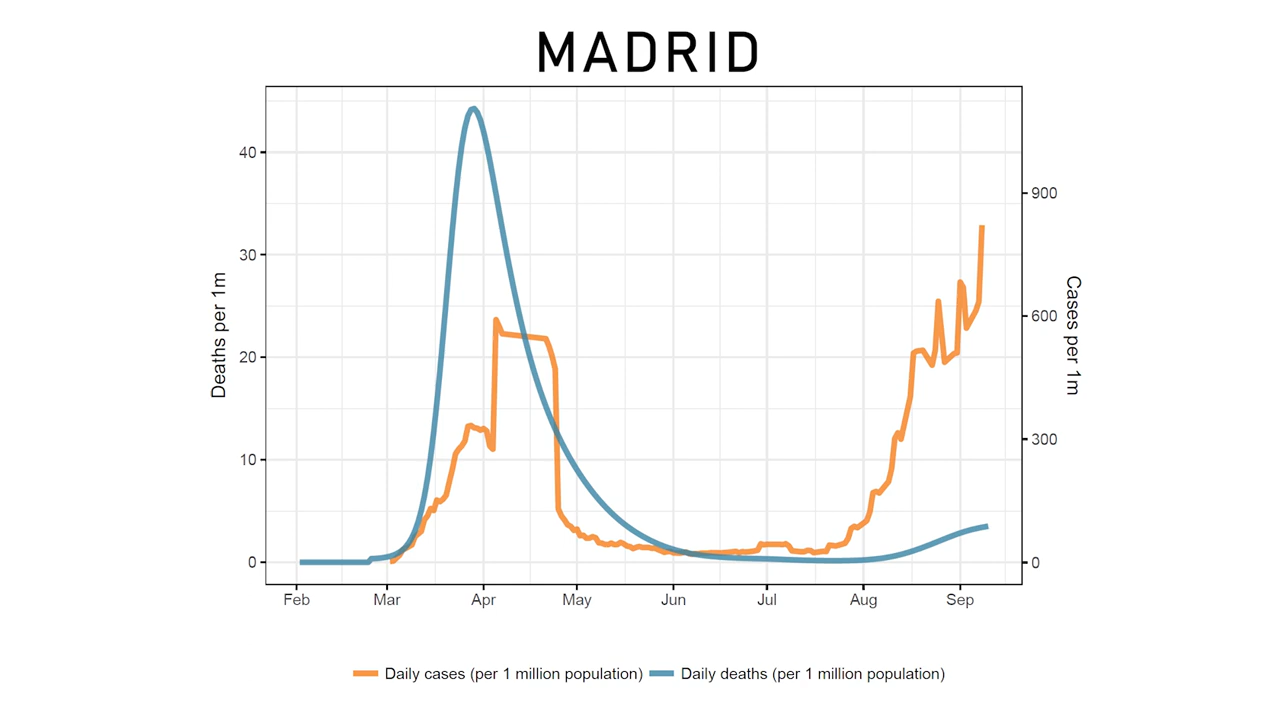 MADRID
40
30
20
10
0
Deaths per 1m
900
600
300
0
Cases per 1m
Feb Mar Apr May Jun Jul Aug Sep
Daily cases (per 1 million population) Daily deaths (per 1 million population)